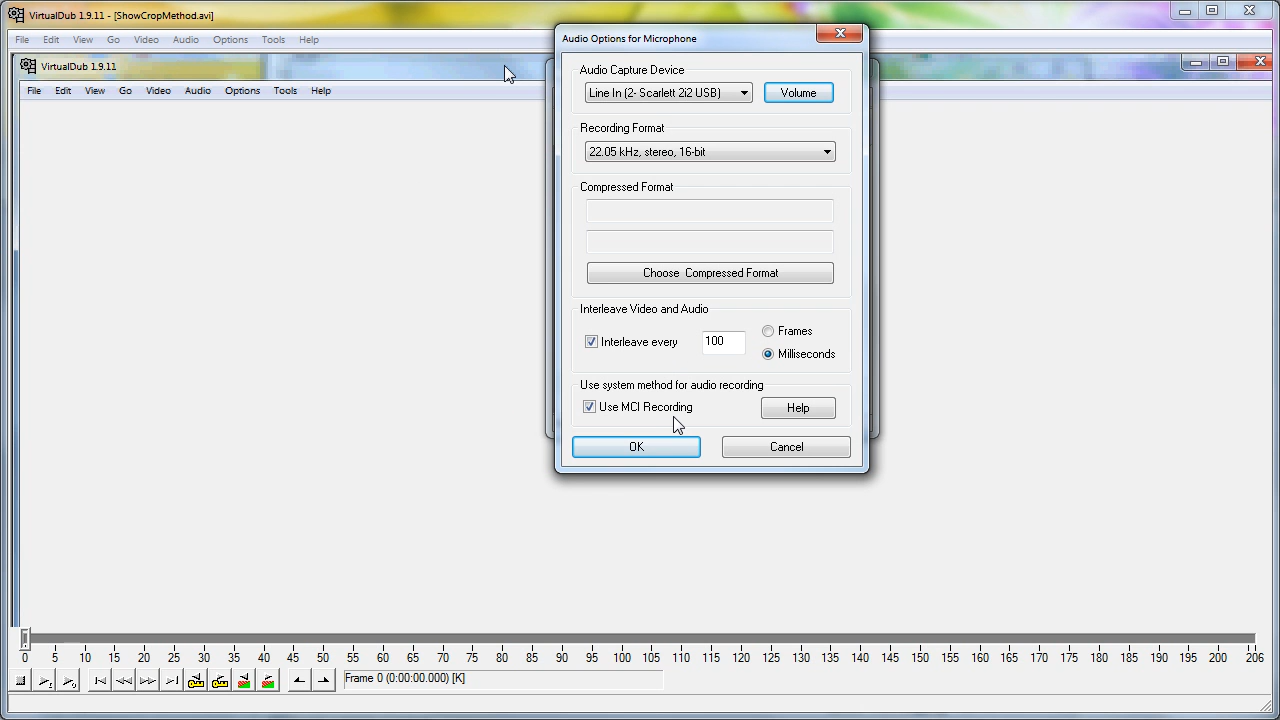 VirtualDub 1.9.11 - [ShowCropMethod.avi]
File Edit View Go Video Audio Options Tools Help
VirtualDub 1.9.11
File Edit View Go Video Audio Options Tools Help
Audio Options for Microphone
Audio Capture Device
Line In (2- Scarlett 2i2 USB) Volume
Recording Format
22.05 kHz, stereo, 16-bit
Compressed Format
Choose Compressed Format
Interleave Video and Audio
Interleave every 100 Frames
Milliseconds
Use system method for audio recording
Use MCI Recording Help
OK Cancel
0 5 10 15 20 25 30 35 40 45 50 55 60 65 70 75 80 85 90 95 100 105 110 115 120 125 130 135 140 145 150 155 160 165 170 175 180 185 190 195 200 206
Frame 0 (0:00:00.000) [K]